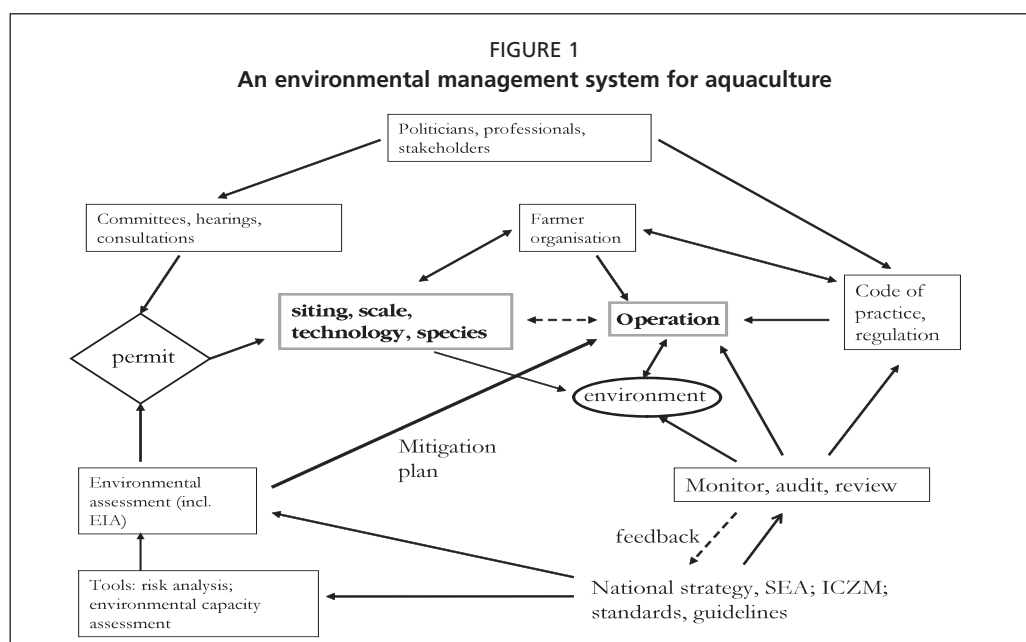 FIGURE 1
An environmental management system for aquaculture
Politicians, professionals,
stakeholders
Committees, hearings,
consultations
Farmer
organisation
Code of
practice,
regulation
siting, scale,
technology, species
Operation
permit
environment
Mitigation
plan
Environmental
assessment (incl.
EIA)
Monitor, audit, review
feedback
Tools: risk analysis;
environmental capacity
assessment
National strategy, SEA; ICZM;
standards, guidelines